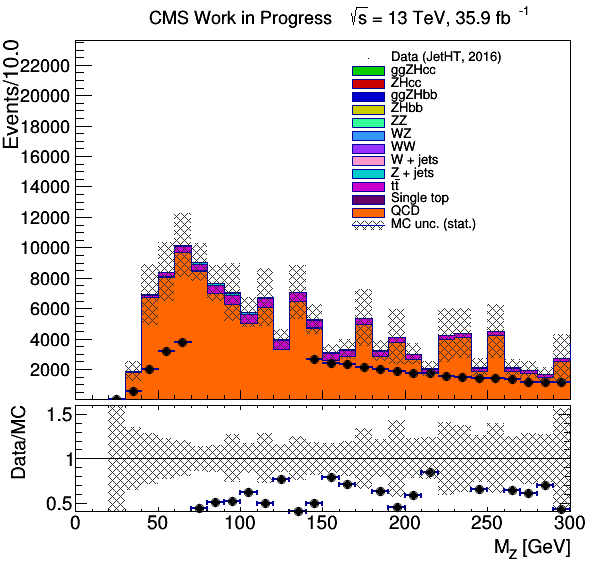 CMS Work in Progress √s = 13 TeV, 35.9 fb⁻¹
Events/10.0
22000
20000
18000
16000
14000
12000
10000
8000
6000
4000
2000
Data (JetHT, 2016)
ggZHcc
ZHcc
ggZHbb
ZHbb
ZZ
WZ
WW
W + jets
Z + jets
tt̄
Single top
QCD
MC unc. (stat.)
Data/MC
1.5
1
0.5
0 50 100 150 200 250 300
M_Z [GeV]